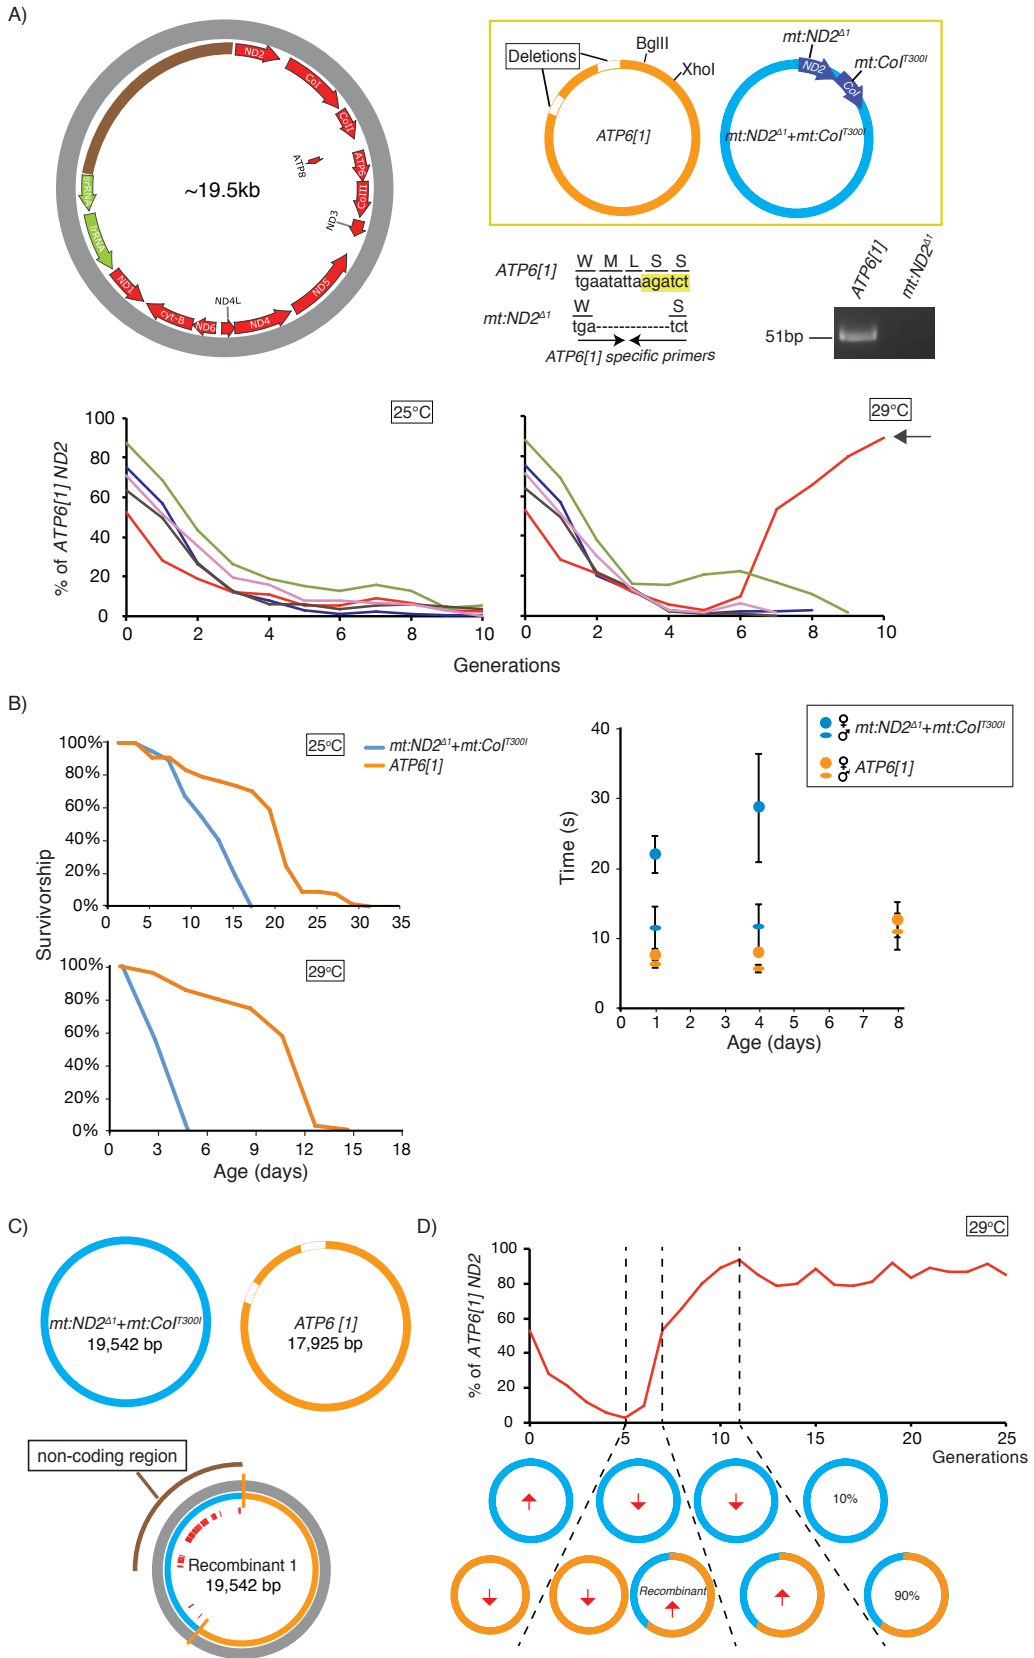 A)
ND2
CoI
CoII
ATP6
CoIII
ATP8
ND3
ND5
ND4
ND4L
ND6
cyt-B
ND1
lrRNA
srRNA
~19.5kb
Deletions
BglII
XhoI
ATP6[1]
mt:ND2Δ1
mt:CoIT300I
ND2
CoI
mt:ND2Δ1+mt:CoIT300I
ATP6[1]
W M L S S
tgaatattaagatct
mt:ND2Δ1
W S
tga------------tct
ATP6[1] specific primers
ATP6[1]
mt:ND2Δ1
51bp
% of ATP6[1] ND2
100
80
60
40
20
0
25°C
0 2 4 6 8 10
29°C
0 2 4 6 8 10
Generations
B)
Survivorship
100%
80%
60%
40%
20%
0%
25°C
mt:ND2Δ1+mt:CoIT300I
ATP6[1]
0 5 10 15 20 25 30 35
100%
80%
60%
40%
20%
0%
29°C
0 3 6 9 12 15 18
Age (days)
♀
♂ mt:ND2Δ1+mt:CoIT300I
♀
♂ ATP6[1]
Time (s)
40
30
20
10
0
0 1 2 3 4 5 6 7 8
Age (days)
C)
mt:ND2Δ1+mt:CoIT300I
19,542 bp
ATP6 [1]
17,925 bp
non-coding region
Recombinant 1
19,542 bp
D)
29°C
% of ATP6[1] ND2
100
80
60
40
20
0
0 5 10 15 20 25
Generations
10%
Recombinant
90%